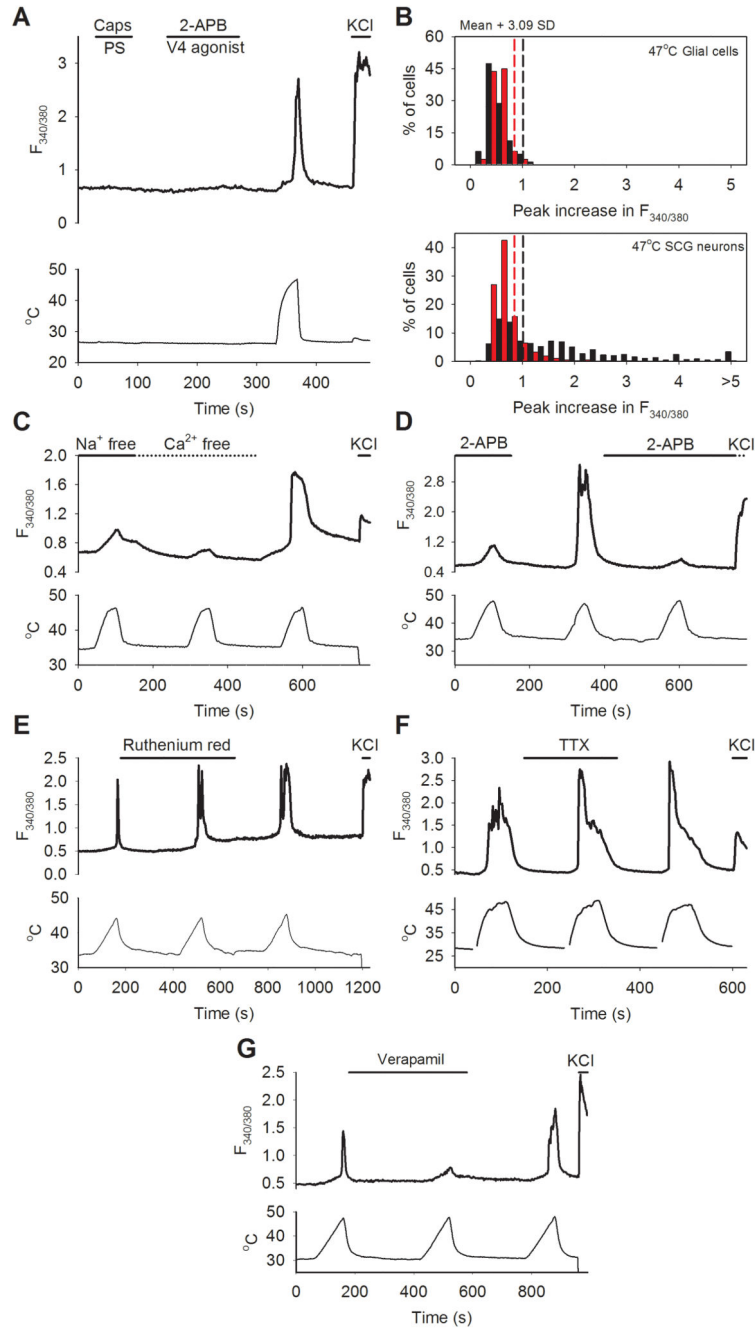 A
Caps
2-APB
KCl
PS
V4 agonist
F340/380
3
2
1
0
°C
50
40
30
20
0 100 200 300 400
Time (s)
B
Mean + 3.09 SD
47°C Glial cells
% of cells
60
45
30
15
0
0 1 2 3 4 5
Peak increase in F340/380
47°C SCG neurons
% of cells
40
30
20
10
0
0 1 2 3 4 >5
Peak increase in F340/380
C
Na+ free
Ca2+ free
KCl
F340/380
2.0
1.6
1.2
0.8
0.4
°C
50
40
30
0 200 400 600
Time (s)
D
2-APB
2-APB
KCl
F340/380
2.8
2.0
1.2
0.4
°C
50
40
30
0 200 400 600
Time (s)
E
Ruthenium red
KCl
F340/380
2.5
2.0
1.5
1.0
0.5
0.0
°C
50
40
30
0 200 400 600 800 1000 1200
Time (s)
F
TTX
KCl
F340/380
3.0
2.5
2.0
1.5
1.0
0.5
°C
45
35
25
0 200 400 600
Time (s)
G
Verapamil
KCl
F340/380
2.5
2.0
1.5
1.0
0.5
°C
50
40
30
0 200 400 600 800
Time (s)